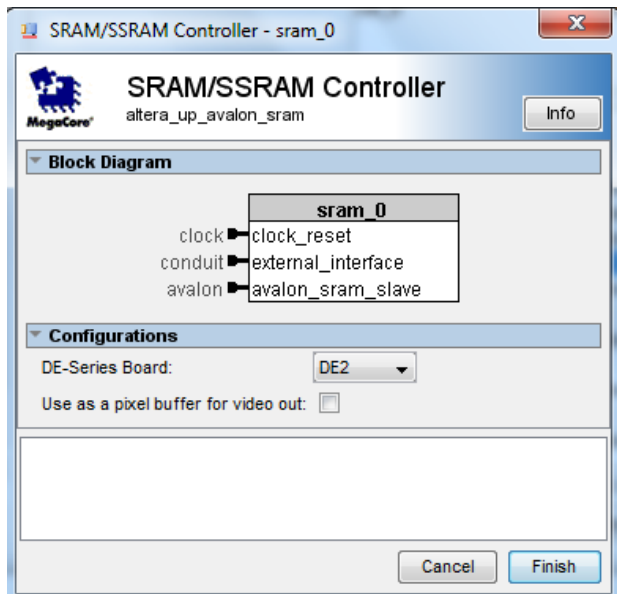 SRAM/SSRAM Controller - sram_0
SRAM/SSRAM Controller
altera_up_avalon_sram
MegaCore®
Info
Block Diagram
sram_0
clock clock_reset
conduit external_interface
avalon avalon_sram_slave
Configurations
DE-Series Board: DE2
Use as a pixel buffer for video out:
Cancel Finish